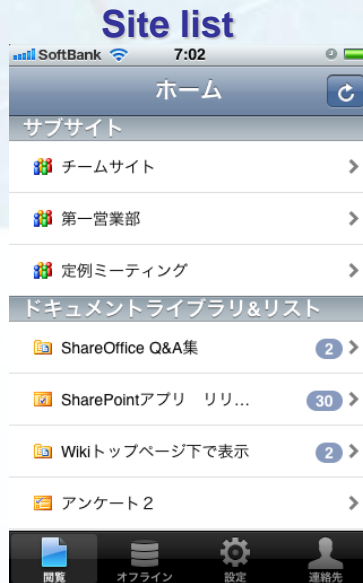 Site list
SoftBank 7:02
ホーム
サブサイト
チームサイト
第一営業部
定例ミーティング
ドキュメントライブラリ&リスト
ShareOffice Q&A集 2
SharePointアプリ　リリ... 30
Wikiトップページ下で表示 2
アンケート2
閲覧 オフライン 設定 連絡先